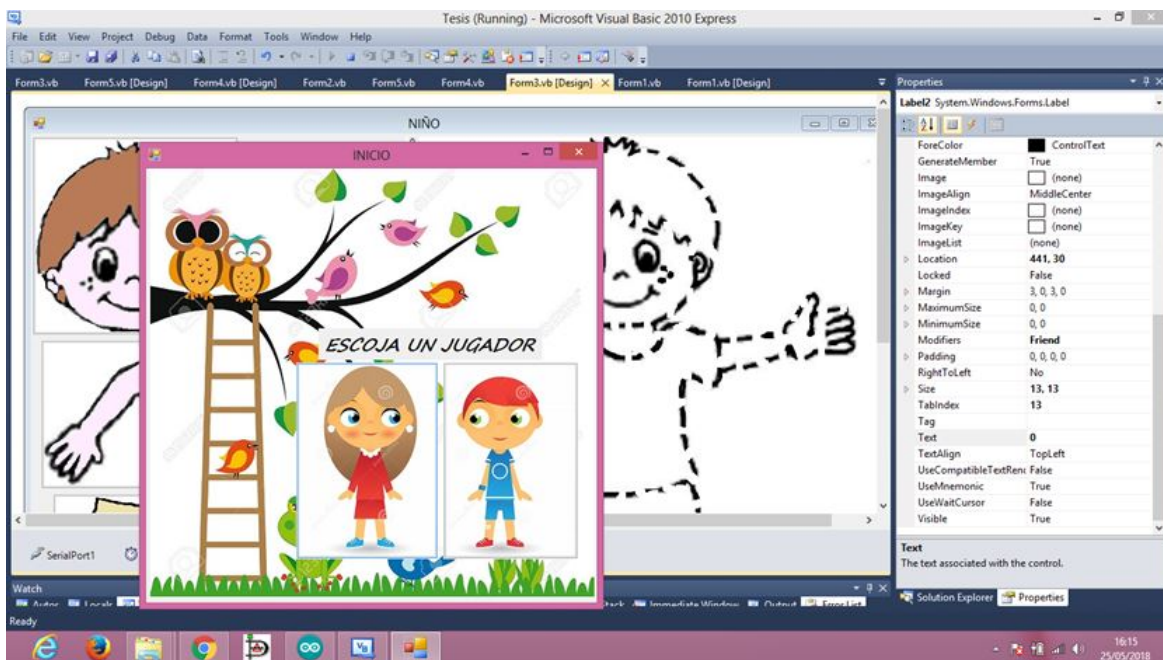 Tesis (Running) - Microsoft Visual Basic 2010 Express
File Edit View Project Debug Data Format Tools Window Help
Form3.vb Form5.vb [Design] Form4.vb [Design] Form2.vb Form5.vb Form4.vb Form3.vb [Design] Form1.vb Form1.vb [Design]
NIÑO
INICIO
ESCOJA UN JUGADOR
SerialPort1
Watch
Autos Locals
Immediate Window Output Error List
Ready
Properties
Label2 System.Windows.Forms.Label
ForeColor ControlText
GenerateMember True
Image (none)
ImageAlign MiddleCenter
ImageIndex (none)
ImageKey (none)
ImageList (none)
Location 441, 30
Locked False
Margin 3, 0, 3, 0
MaximumSize 0, 0
MinimumSize 0, 0
Modifiers Friend
Padding 0, 0, 0, 0
RightToLeft No
Size 13, 13
TabIndex 13
Tag
Text 0
TextAlign TopLeft
UseCompatibleTextRen False
UseMnemonic True
UseWaitCursor False
Visible True
Text
The text associated with the control.
Solution Explorer Properties
16:15
25/05/2018